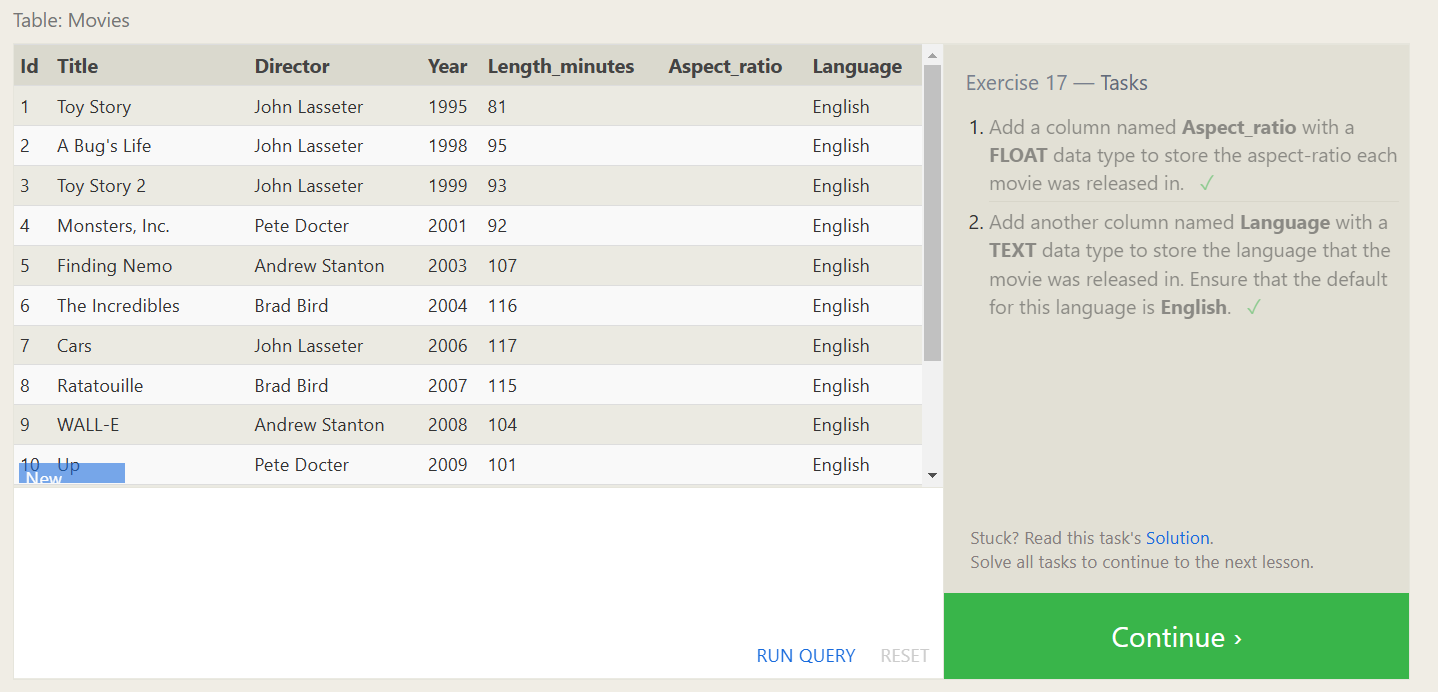 Table: Movies
Id Title Director Year Length_minutes Aspect_ratio Language
1 Toy Story John Lasseter 1995 81 English
2 A Bug's Life John Lasseter 1998 95 English
3 Toy Story 2 John Lasseter 1999 93 English
4 Monsters, Inc. Pete Docter 2001 92 English
5 Finding Nemo Andrew Stanton 2003 107 English
6 The Incredibles Brad Bird 2004 116 English
7 Cars John Lasseter 2006 117 English
8 Ratatouille Brad Bird 2007 115 English
9 WALL-E Andrew Stanton 2008 104 English
10 Up Pete Docter 2009 101 English
New
RUN QUERY RESET
Exercise 17 — Tasks
1. Add a column named Aspect_ratio with a
FLOAT data type to store the aspect-ratio each
movie was released in. ✓
2. Add another column named Language with a
TEXT data type to store the language that the
movie was released in. Ensure that the default
for this language is English. ✓
Stuck? Read this task's Solution.
Solve all tasks to continue to the next lesson.
Continue ›